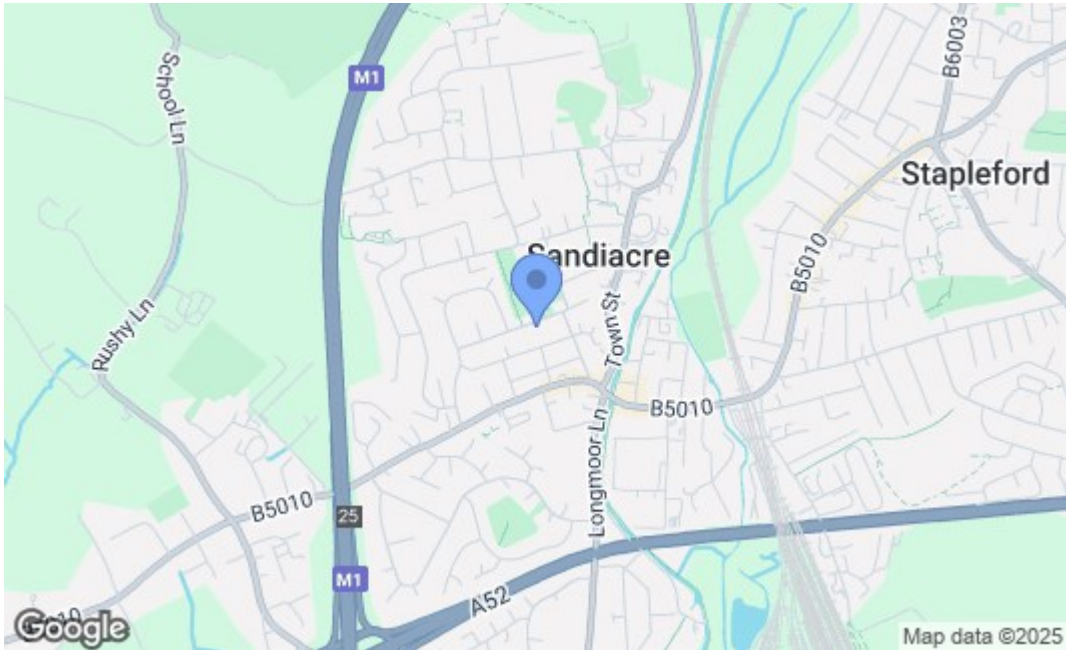 School Ln
M1
B6003
Stapleford
Sandiacre
B5010
Rushy Ln
Town St
B5010
Longmoor Ln
B5010
25
M1
A52
Google
Map data ©2025